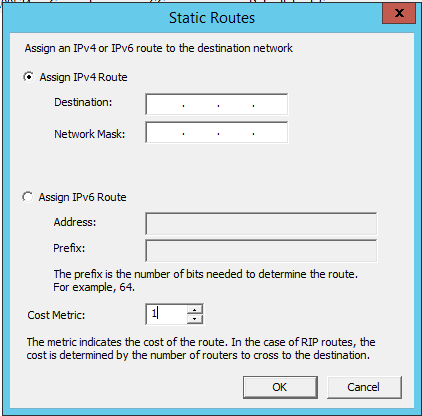 Static Routes
x
Assign an IPv4 or IPv6 route to the destination network
Assign IPv4 Route
Destination: . . .
Network Mask: . . .
Assign IPv6 Route
Address:
Prefix:
The prefix is the number of bits needed to determine the route.
For example, 64.
Cost Metric: 1
The metric indicates the cost of the route. In the case of RIP routes, the
cost is determined by the number of routers to cross to the destination.
OK Cancel